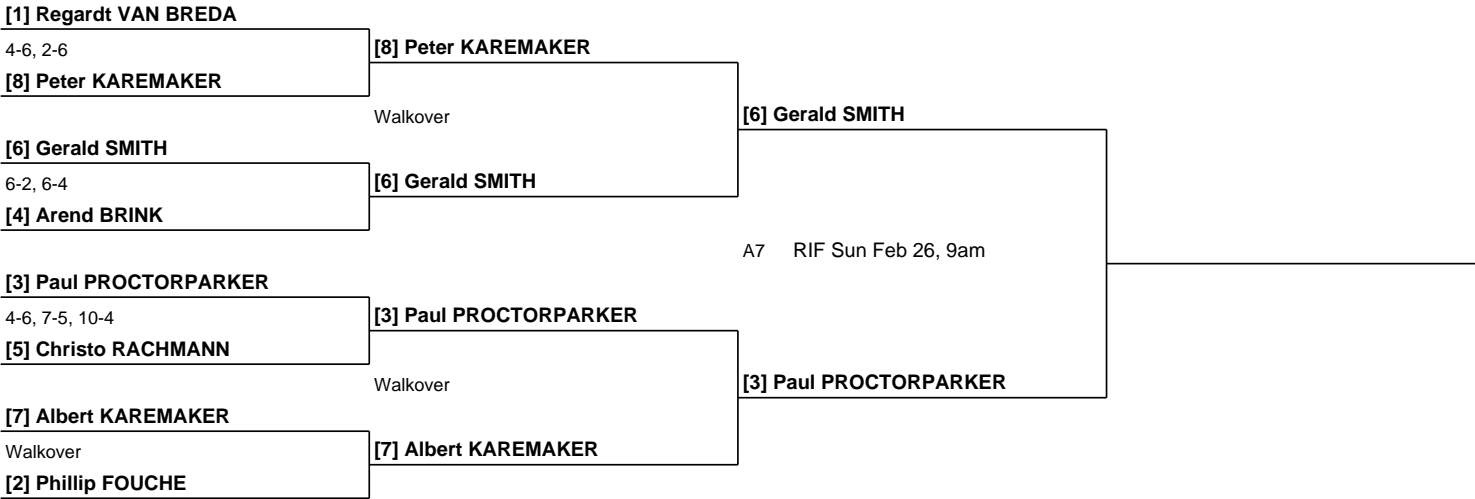 [1] Regardt VAN BREDA
4-6, 2-6
[8] Peter KAREMAKER
[8] Peter KAREMAKER
Walkover
[6] Gerald SMITH
[6] Gerald SMITH
6-2, 6-4
[6] Gerald SMITH
[4] Arend BRINK
A7 RIF Sun Feb 26, 9am
[3] Paul PROCTORPARKER
4-6, 7-5, 10-4
[3] Paul PROCTORPARKER
[5] Christo RACHMANN
Walkover
[3] Paul PROCTORPARKER
[7] Albert KAREMAKER
Walkover
[7] Albert KAREMAKER
[2] Phillip FOUCHE